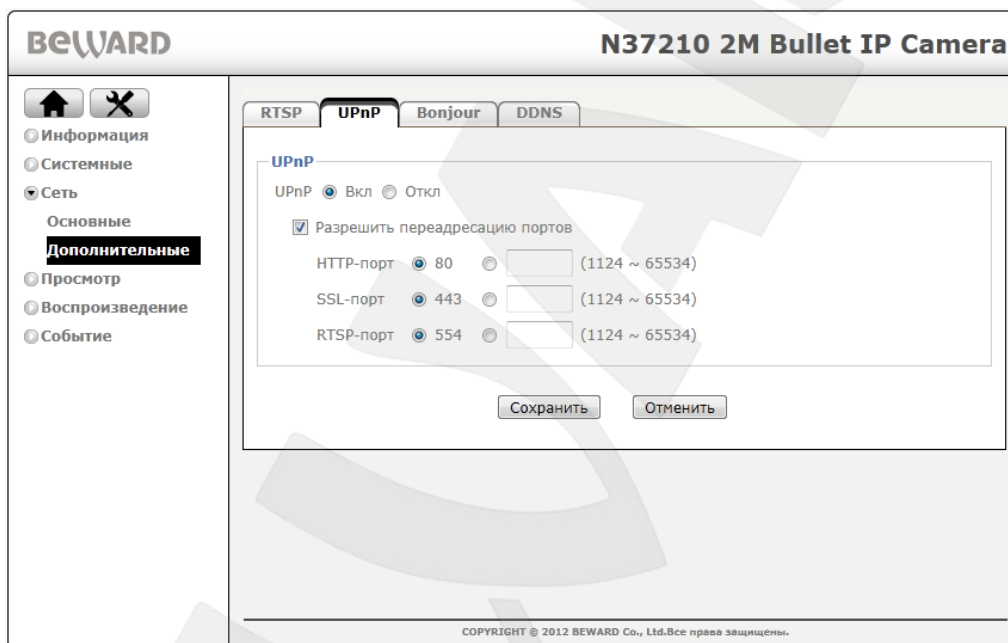 BEWARD
N37210 2M Bullet IP Camera
Информация
Системные
Сеть
Основные
Дополнительные
Просмотр
Воспроизведение
Событие
RTSP UPnP Bonjour DDNS
UPnP
UPnP Вкл Откл
Разрешить переадресацию портов
HTTP-порт 80 (1124 ~ 65534)
SSL-порт 443 (1124 ~ 65534)
RTSP-порт 554 (1124 ~ 65534)
Сохранить Отменить
COPYRIGHT © 2012 BEWARD Co., Ltd.Все права защищены.